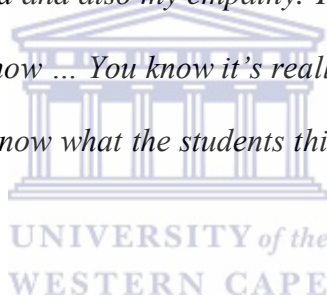 d and also my empathy. T
now … You know it's reall
now what the students thi
UNIVERSITY of the
WESTERN CAPE